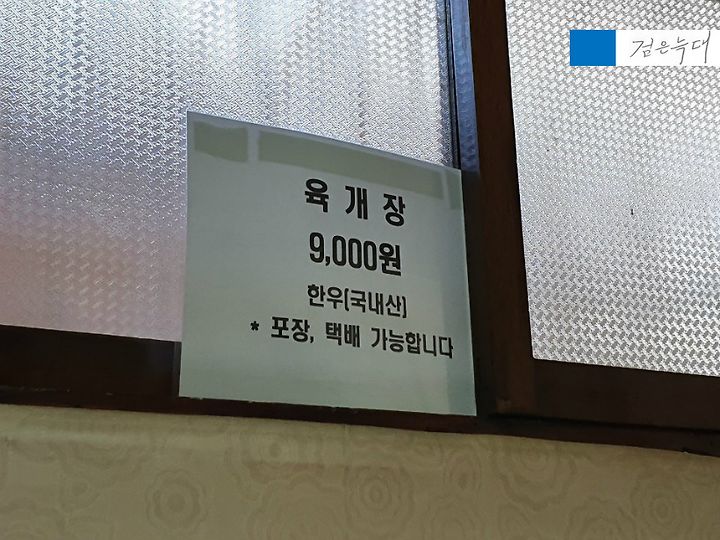 검은늑대
육개장
9,000원
한우(국내산)
* 포장, 택배 가능합니다